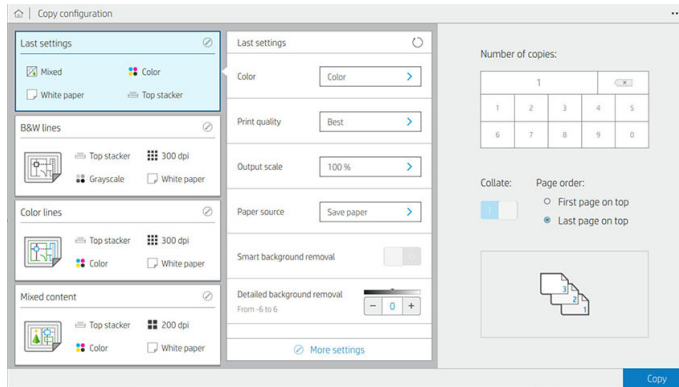 Copy configuration
Last settings
Mixed
Color
White paper
Top stacker
B&W lines
Top stacker
300 dpi
Grayscale
White paper
Color lines
Top stacker
300 dpi
Color
White paper
Mixed content
Top stacker
200 dpi
Color
White paper
Last settings
Color
Color
Print quality
Best
Output scale
100 %
Paper source
Save paper
Smart background removal
Detailed background removal
From -6 to 6
− 0 +
More settings
Number of copies:
1
1 2 3 4 5
6 7 8 9 0
Collate:
Page order:
First page on top
Last page on top
3
2
1
Copy